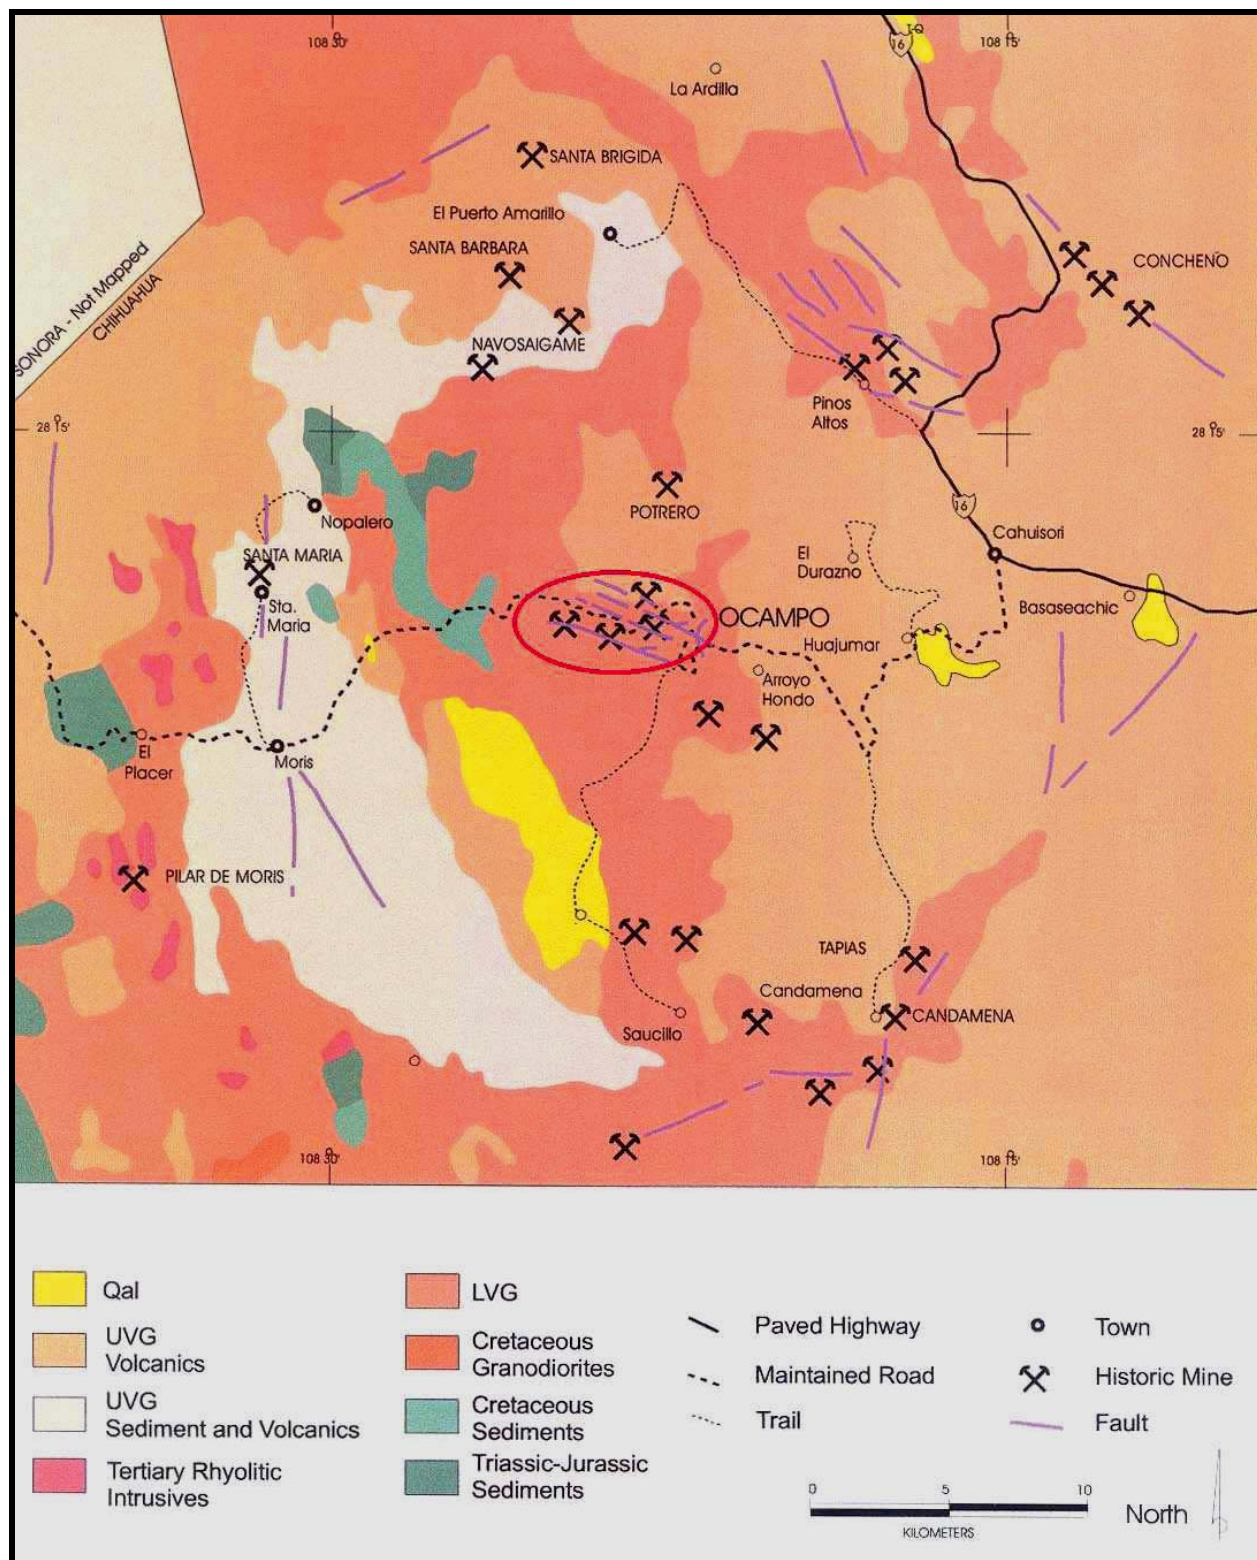 108 30'
16
T-Q
108 15'
La Ardilla
SANTA BRIGIDA
El Puerto Amarillo
SANTA BARBARA
CONCHENO
SONORA - Not Mapped
CHIHUAHUA
NAVOSAIGAME
Pinos
Altos
28 15'
28 15'
POTRERO
16
Nopalero
Cahuisori
SANTA MARIA
El
Durazno
Sta.
Maria
Basaseachic
OCAMPO
Huajumar
Arroyo
Hondo
El
Placer
Moris
PILAR DE MORIS
TAPIAS
Candamena
CANDAMENA
Saucillo
108 30'
108 15'
Qal
UVG
Volcanics
UVG
Sediment and Volcanics
Tertiary Rhyolitic
Intrusives
LVG
Cretaceous
Granodiorites
Cretaceous
Sediments
Triassic-Jurassic
Sediments
Paved Highway
Maintained Road
Trail
Town
Historic Mine
Fault
0 5 10
KILOMETERS
North